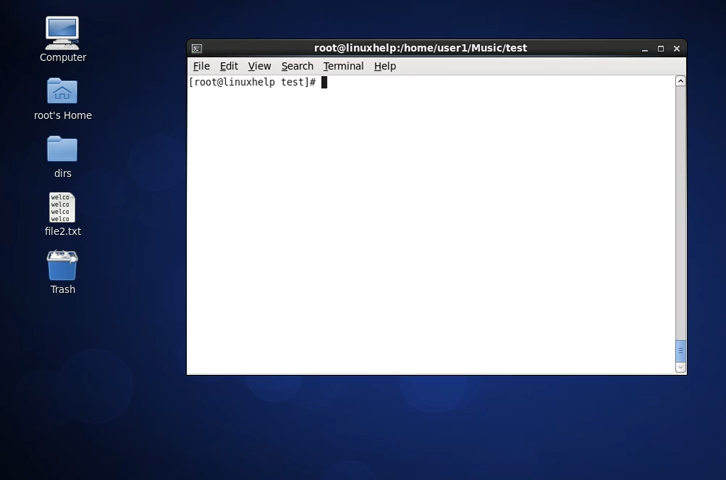 Computer
root's Home
dirs
welco
welco
welco
welco
file2.txt
Trash
root@linuxhelp:/home/user1/Music/test
File Edit View Search Terminal Help
[root@linuxhelp test]#